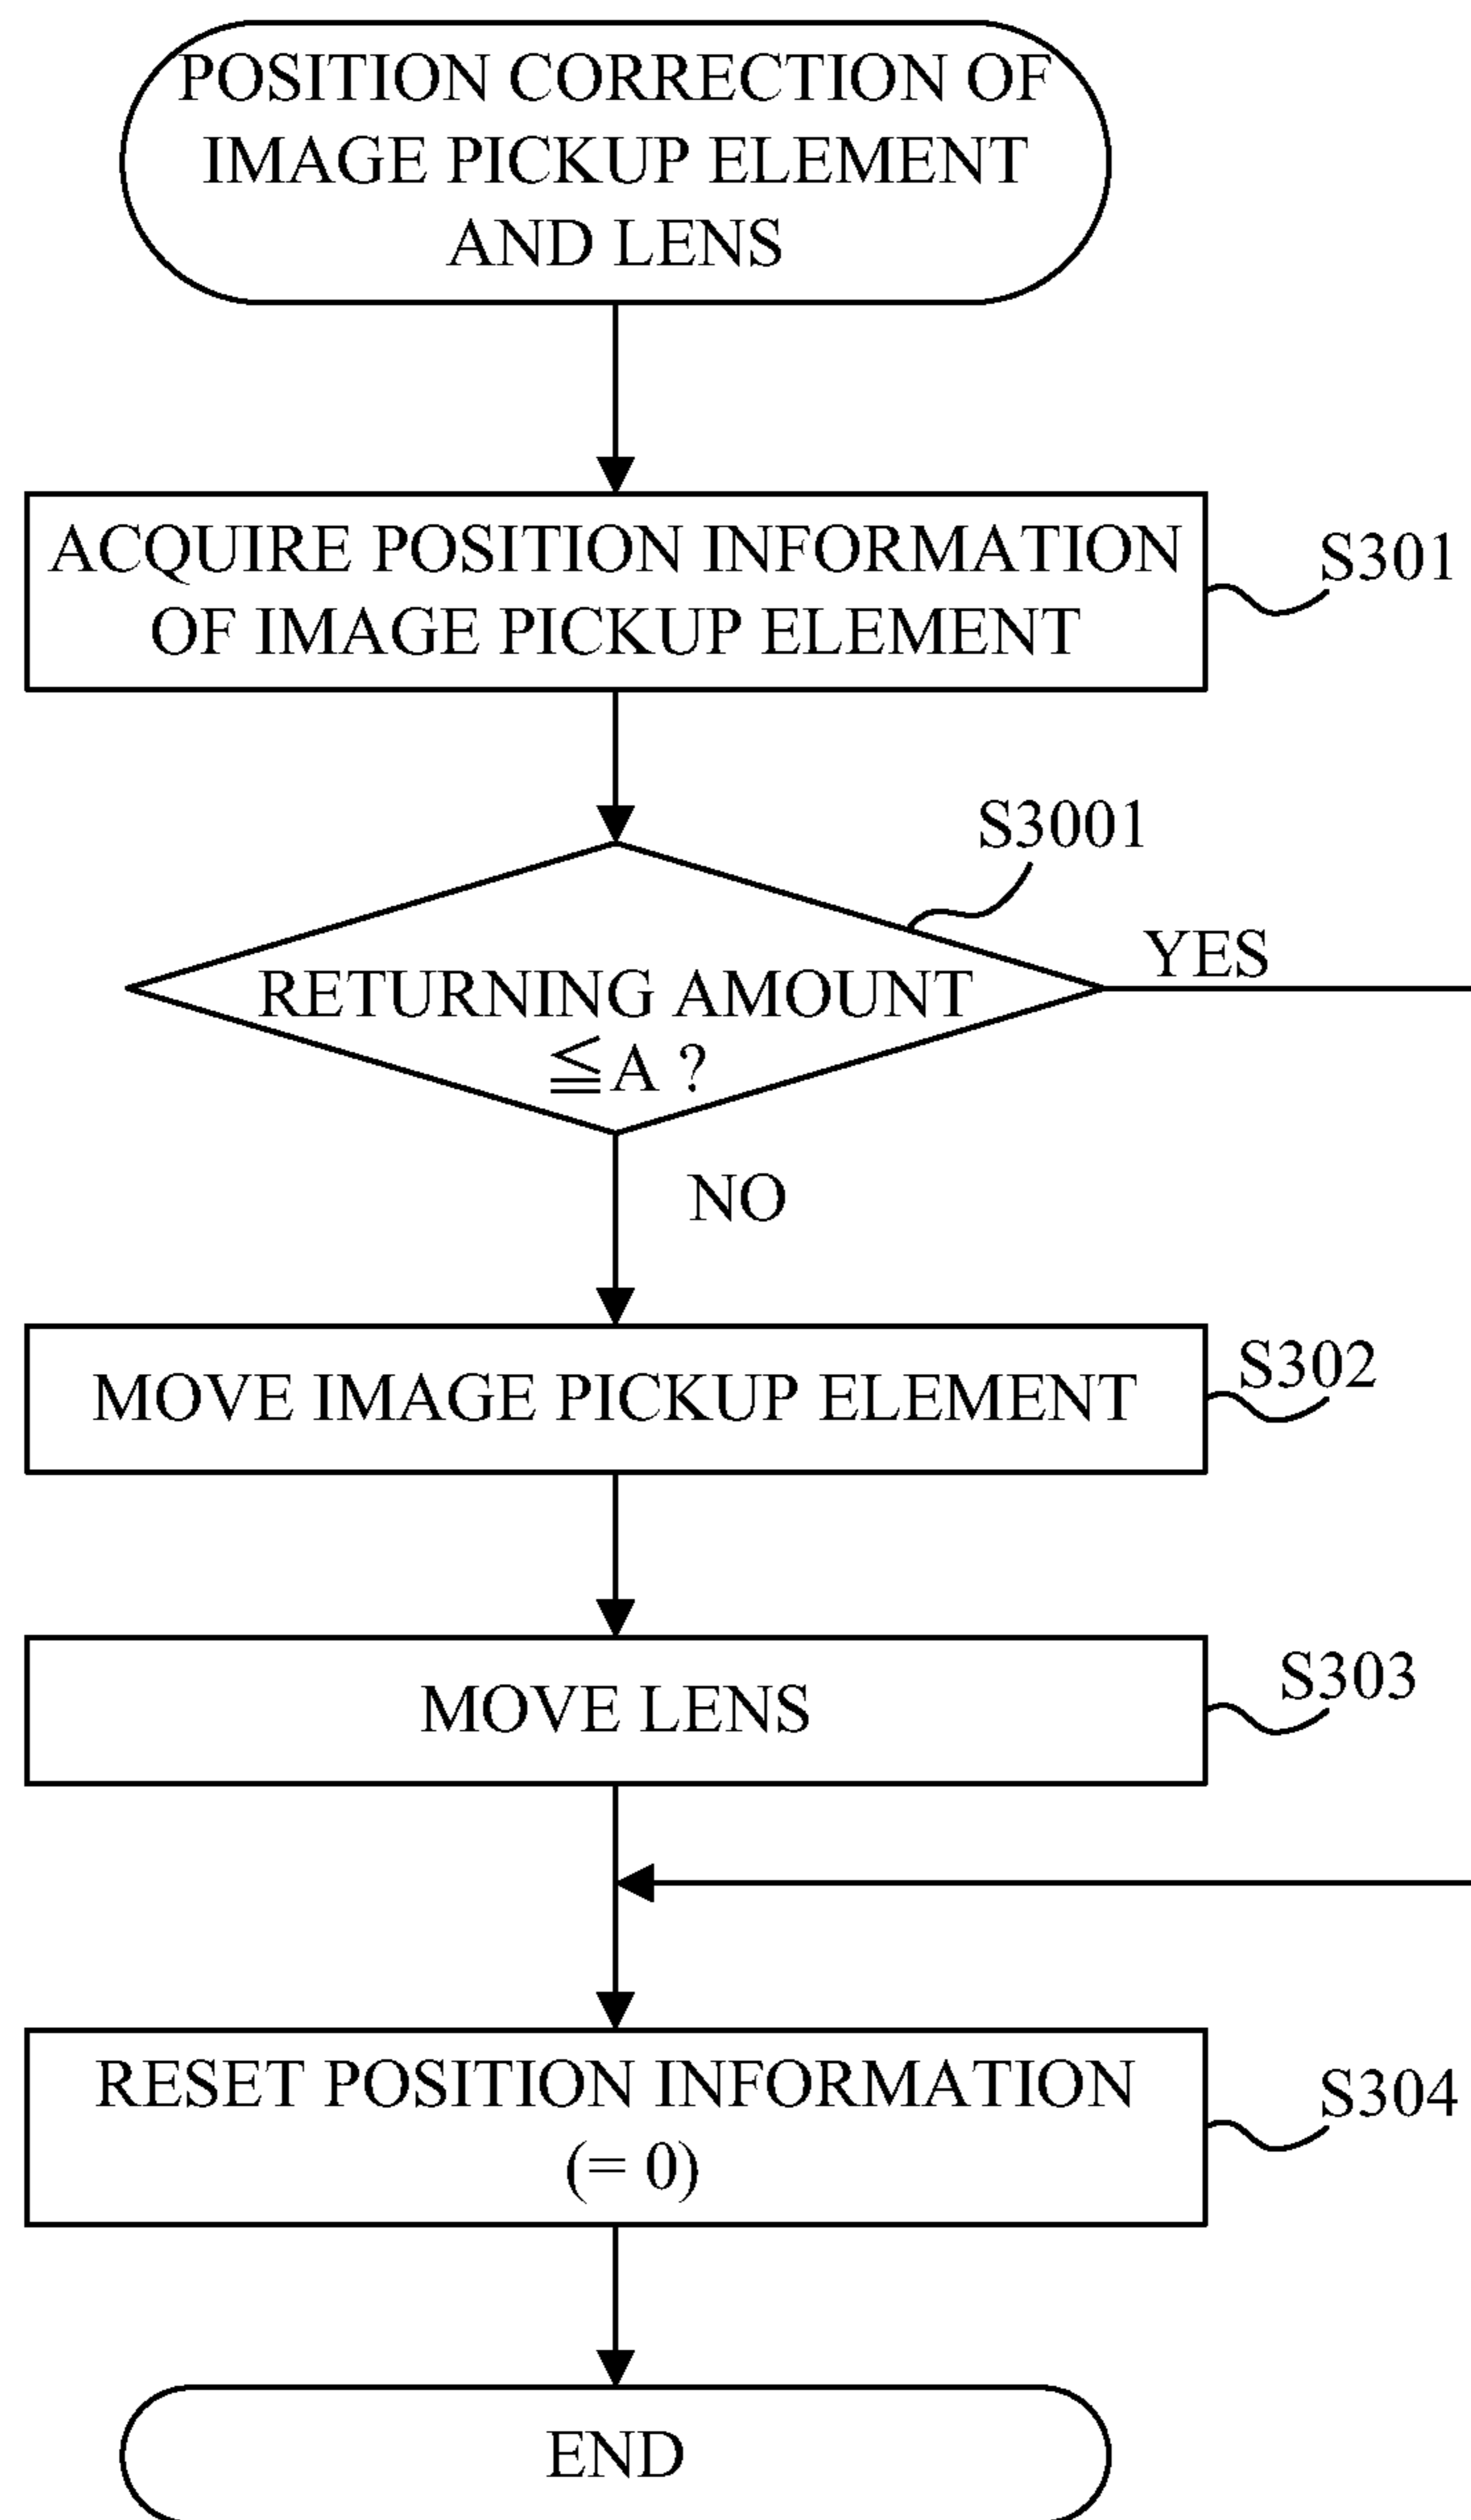 POSITION CORRECTION OF
IMAGE PICKUP ELEMENT
AND LENS
ACQUIRE POSITION INFORMATION
OF IMAGE PICKUP ELEMENT
S301
S3001
RETURNING AMOUNT
≦A ?
YES
NO
MOVE IMAGE PICKUP ELEMENT
S302
MOVE LENS
S303
RESET POSITION INFORMATION
(= 0)
S304
END